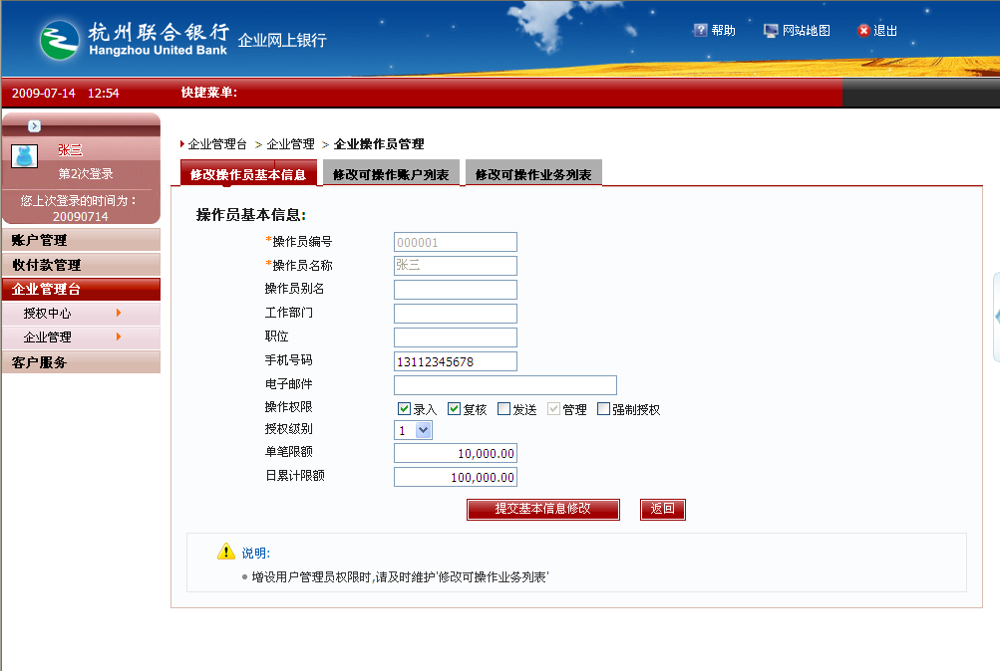 杭州联合银行 企业网上银行
Hangzhou United Bank
帮助 网站地图 退出
2009-07-14 12:54 快捷菜单:
张三
第2次登录
您上次登录的时间为：
20090714
账户管理
收付款管理
企业管理台
授权中心
企业管理
客户服务
企业管理台 > 企业管理 > 企业操作员管理
修改操作员基本信息 修改可操作账户列表 修改可操作业务列表
操作员基本信息:
*操作员编号 000001
*操作员名称 张三
操作员别名
工作部门
职位
手机号码 13112345678
电子邮件
操作权限 录入 复核 发送 管理 强制授权
授权级别 1
单笔限额 10,000.00
日累计限额 100,000.00
提交基本信息修改 返回
说明:
增设用户管理员权限时,请及时维护'修改可操作业务列表'